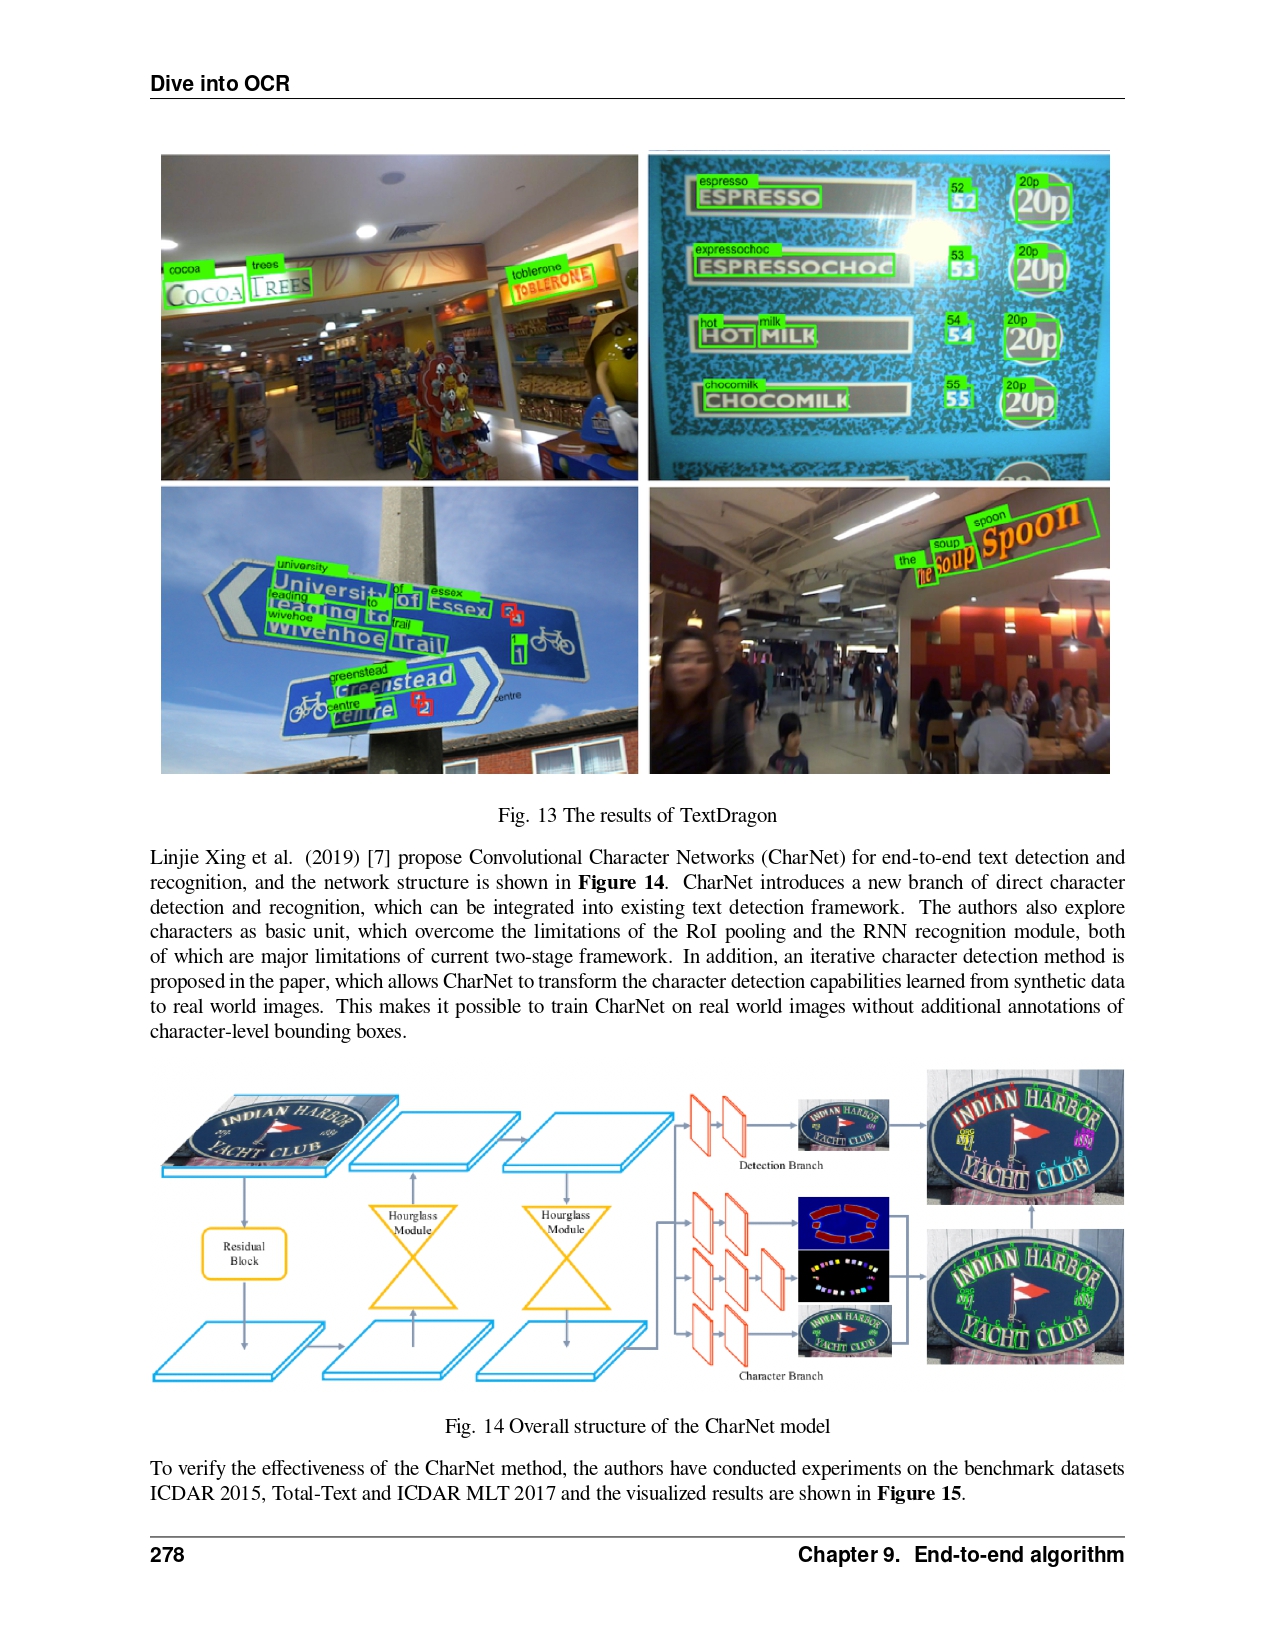 Dive into OCR
cocoa
trees
COCOA TREES
toblerone
TOBLERONE
espresso
ESPRESSO
52
52
20p
20p
expressochoc
ESPRESSOCHOC
53
53
20p
20p
hot
milk
HOT MILK
54
54
20p
20p
chocomilk
CHOCOMILK
55
55
20p
20p
university
of
essex
University of Essex
leading
to
leading to
wivehoe
trail
Wivenhoe Trail
1
1
greenstead
Greenstead
centre
centre
centre
2
the
soup
spoon
The Soup Spoon
Fig. 13 The results of TextDragon
Linjie Xing et al. (2019) [7] propose Convolutional Character Networks (CharNet) for end-to-end text detection and
recognition, and the network structure is shown in Figure 14. CharNet introduces a new branch of direct character
detection and recognition, which can be integrated into existing text detection framework. The authors also explore
characters as basic unit, which overcome the limitations of the RoI pooling and the RNN recognition module, both
of which are major limitations of current two-stage framework. In addition, an iterative character detection method is
proposed in the paper, which allows CharNet to transform the character detection capabilities learned from synthetic data
to real world images. This makes it possible to train CharNet on real world images without additional annotations of
character-level bounding boxes.
INDIAN HARBOR
YACHT CLUB
Residual
Block
Hourglass
Module
Hourglass
Module
INDIAN HARBOR
YACHT CLUB
Detection Branch
INDIAN HARBOR
YACHT CLUB
INDIAN HARBOR
YACHT CLUB
Character Branch
INDIAN HARBOR
YACHT CLUB
Fig. 14 Overall structure of the CharNet model
To verify the effectiveness of the CharNet method, the authors have conducted experiments on the benchmark datasets
ICDAR 2015, Total-Text and ICDAR MLT 2017 and the visualized results are shown in Figure 15.
278
Chapter 9. End-to-end algorithm